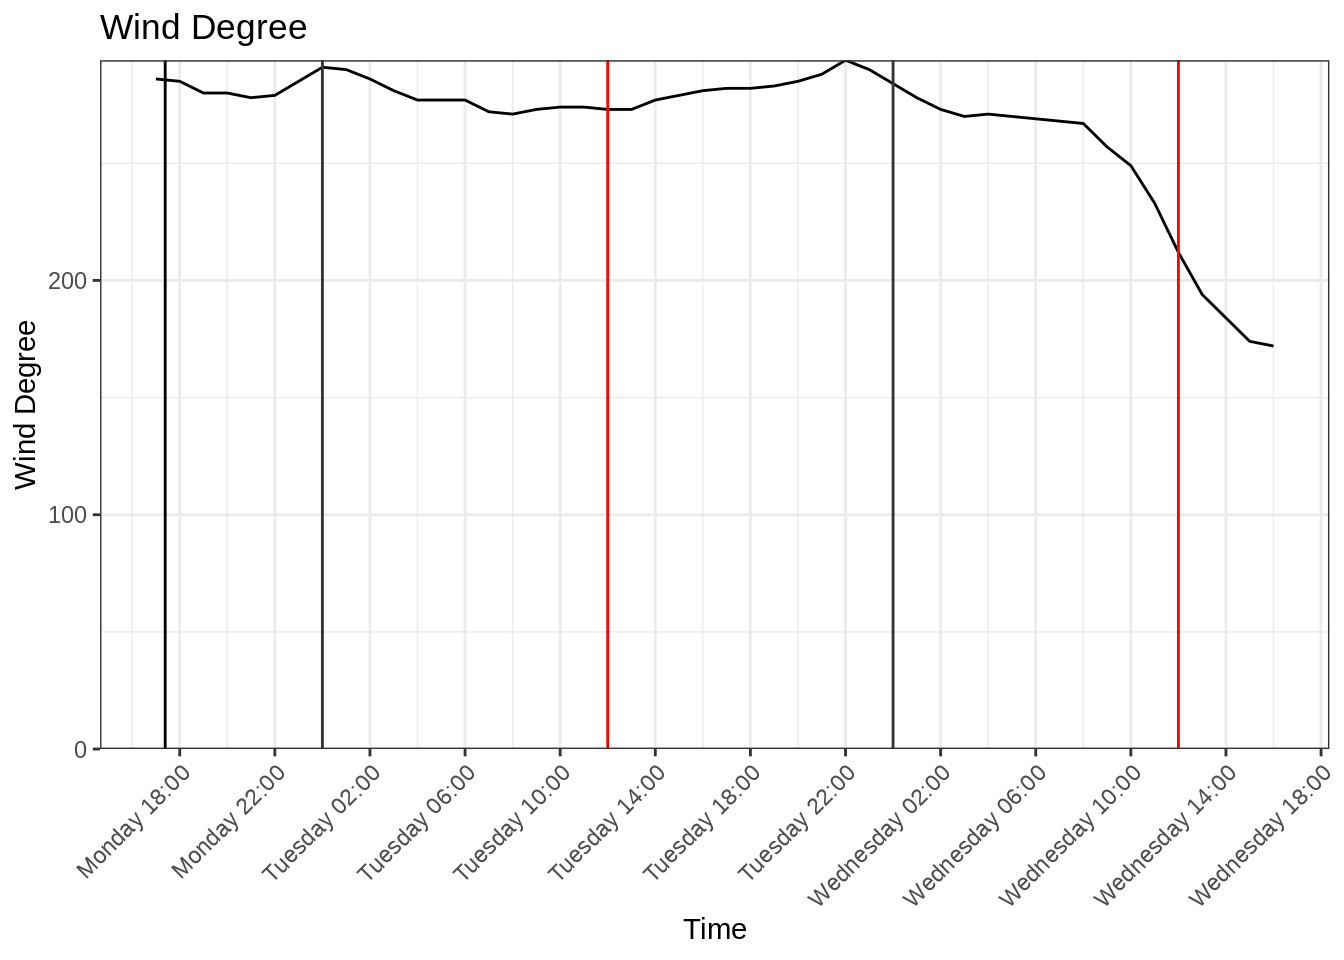 Wind Degree
Wind Degree
200
100
0
Monday 18:00
Monday 22:00
Tuesday 02:00
Tuesday 06:00
Tuesday 10:00
Tuesday 14:00
Tuesday 18:00
Tuesday 22:00
Wednesday 02:00
Wednesday 06:00
Wednesday 10:00
Wednesday 14:00
Wednesday 18:00
Time